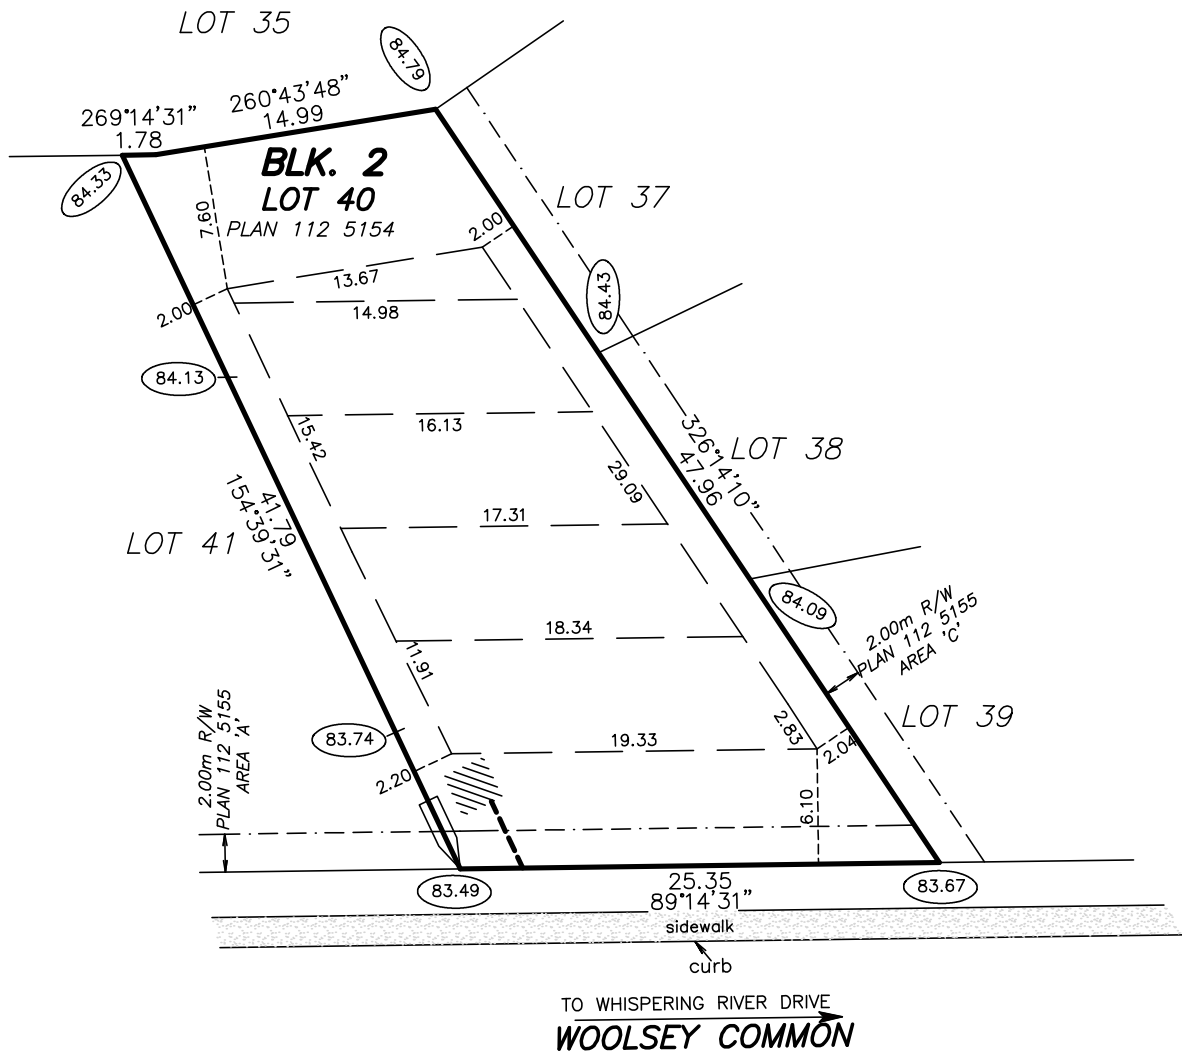 LOT 35
84.79
260°43'48"
14.99
269°14'31"
1.78
84.33
BLK. 2
LOT 40
PLAN 112 5154
7.60
2.00
LOT 37
13.67
84.43
14.98
2.00
84.13
16.13
15.42
326°14'10"
47.96
LOT 38
29.09
41.79
154°39'31"
17.31
LOT 41
84.09
2.00m R/W
PLAN 112 5155
AREA 'C'
18.34
11.91
2.00m R/W
PLAN 112 5155
AREA 'A'
83.74
LOT 39
2.83
19.33
2.04
2.20
6.10
83.49
25.35
89°14'31"
83.67
sidewalk
curb
TO WHISPERING RIVER DRIVE
WOOLSEY COMMON